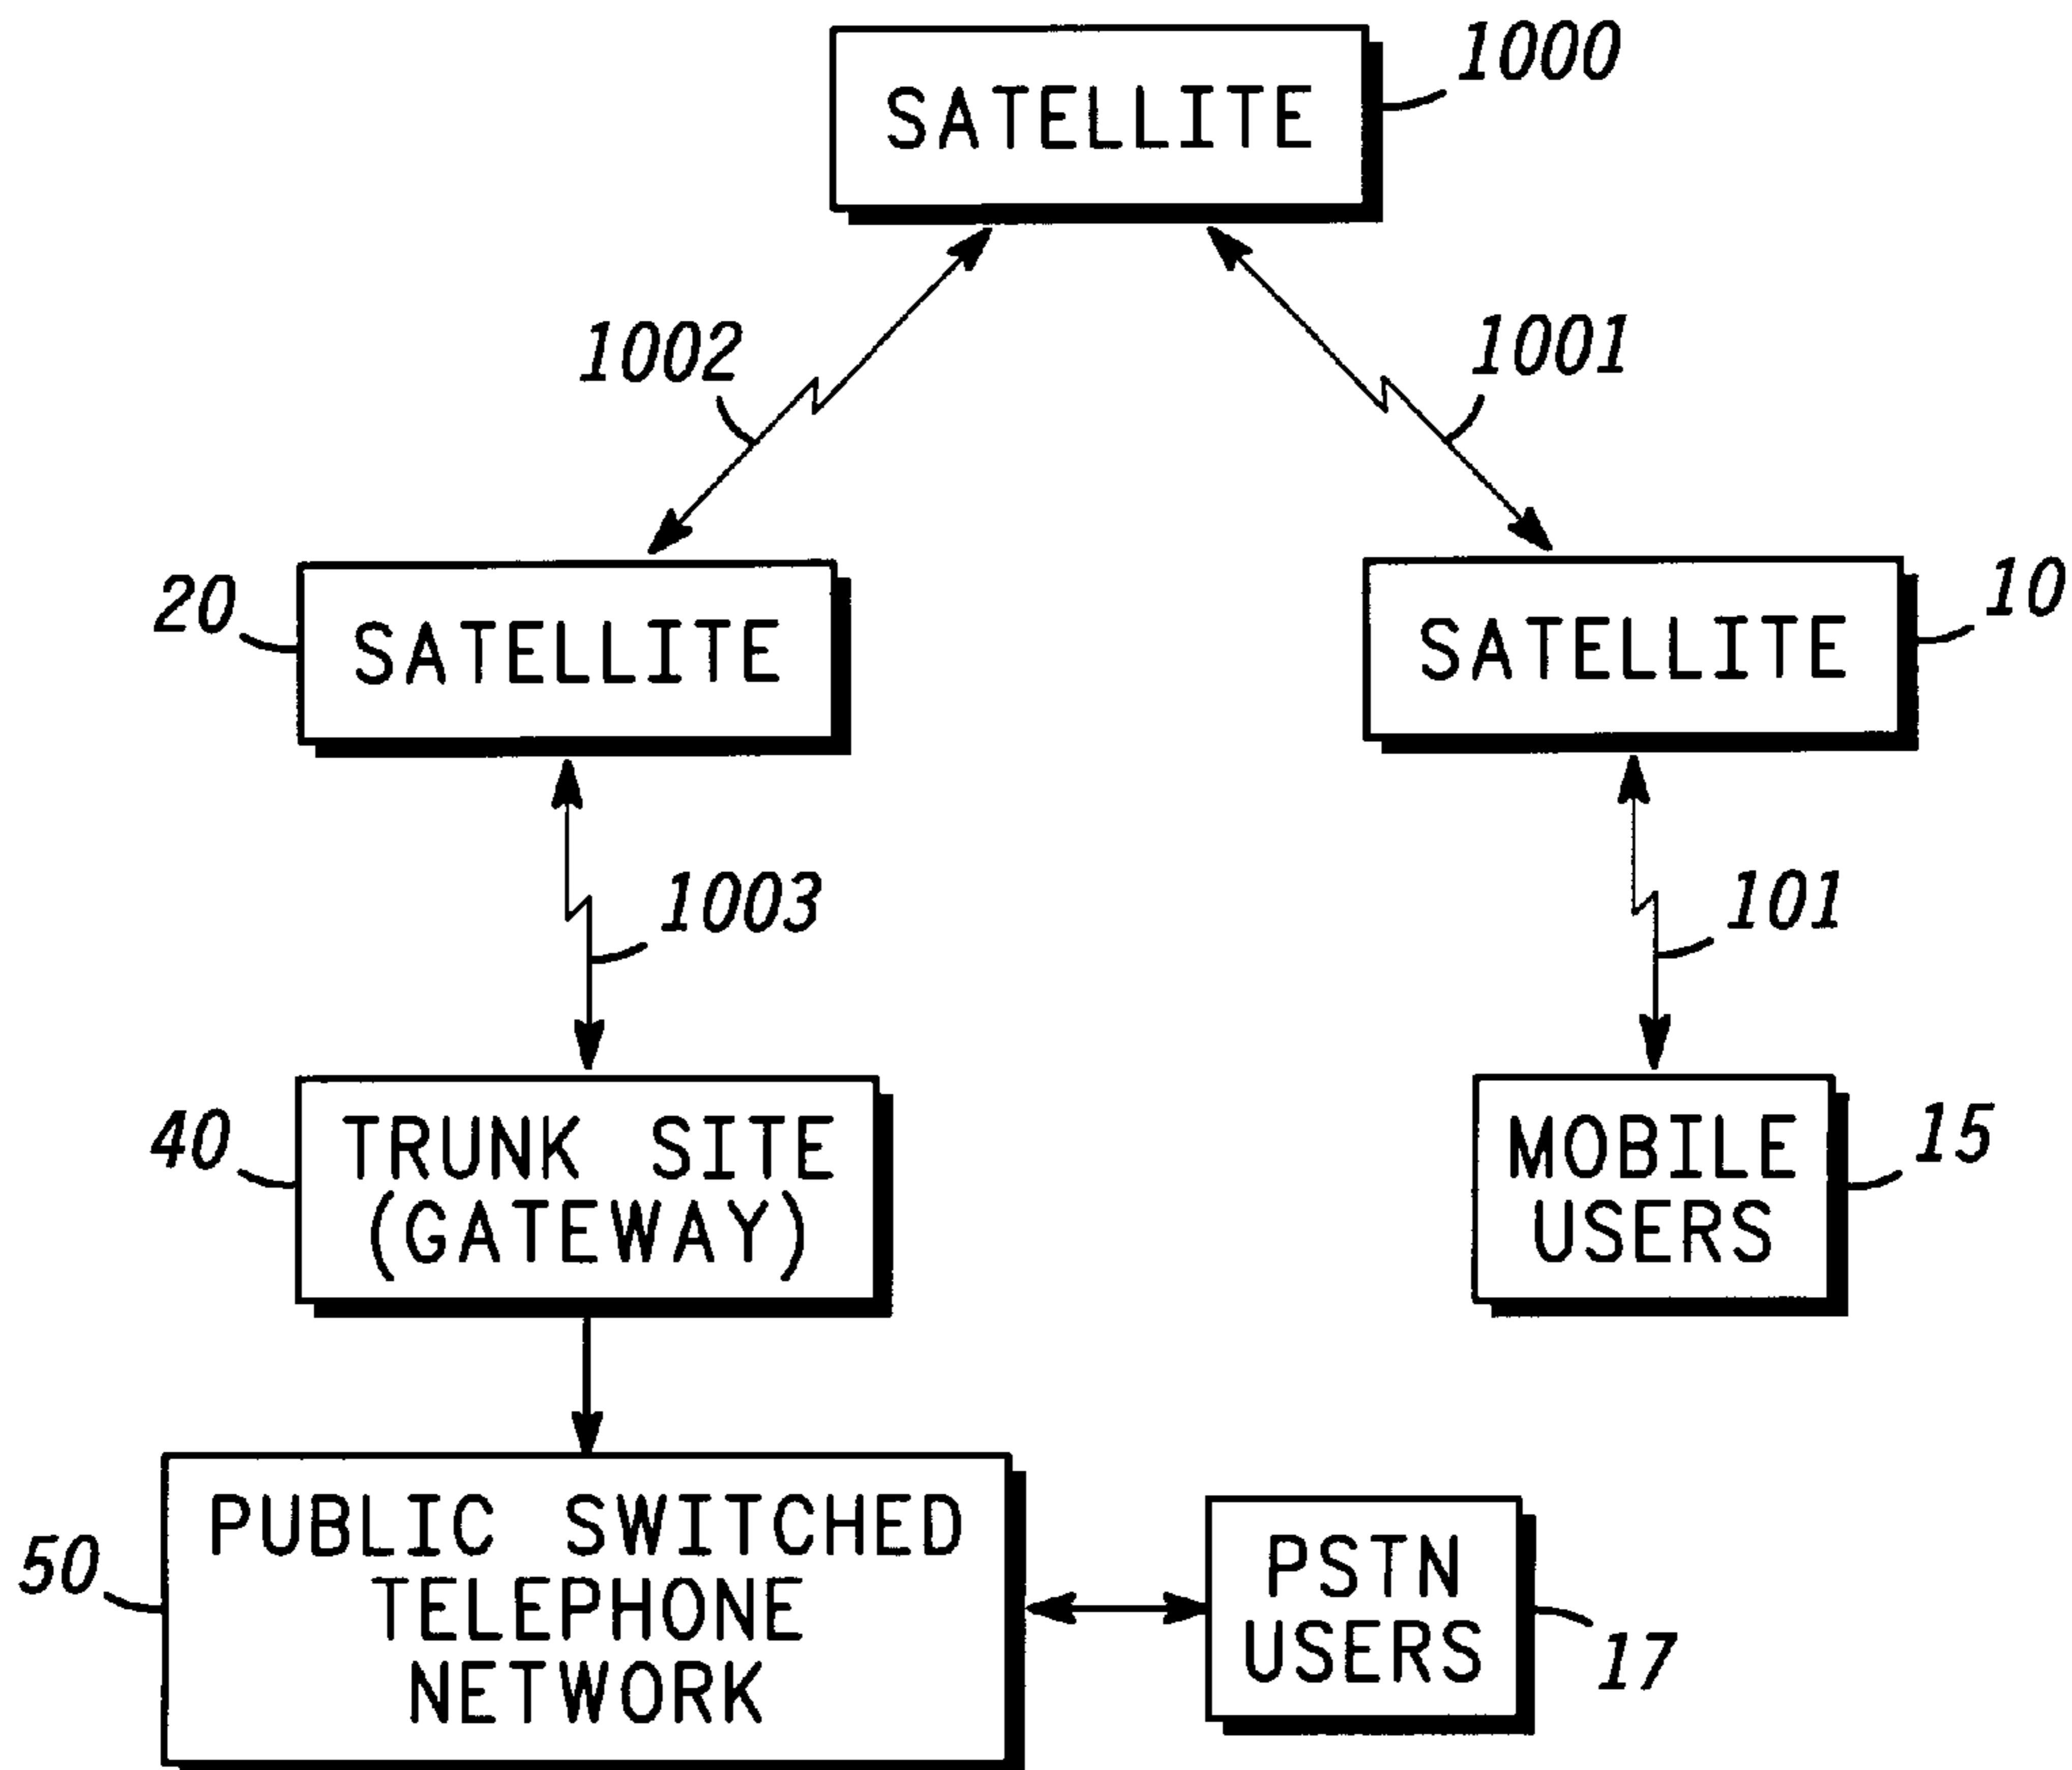 1000
SATELLITE
1002
1001
20
SATELLITE
10
SATELLITE
1003
101
40
TRUNK SITE
(GATEWAY)
15
MOBILE
USERS
50
PUBLIC SWITCHED
TELEPHONE
NETWORK
PSTN
USERS
17